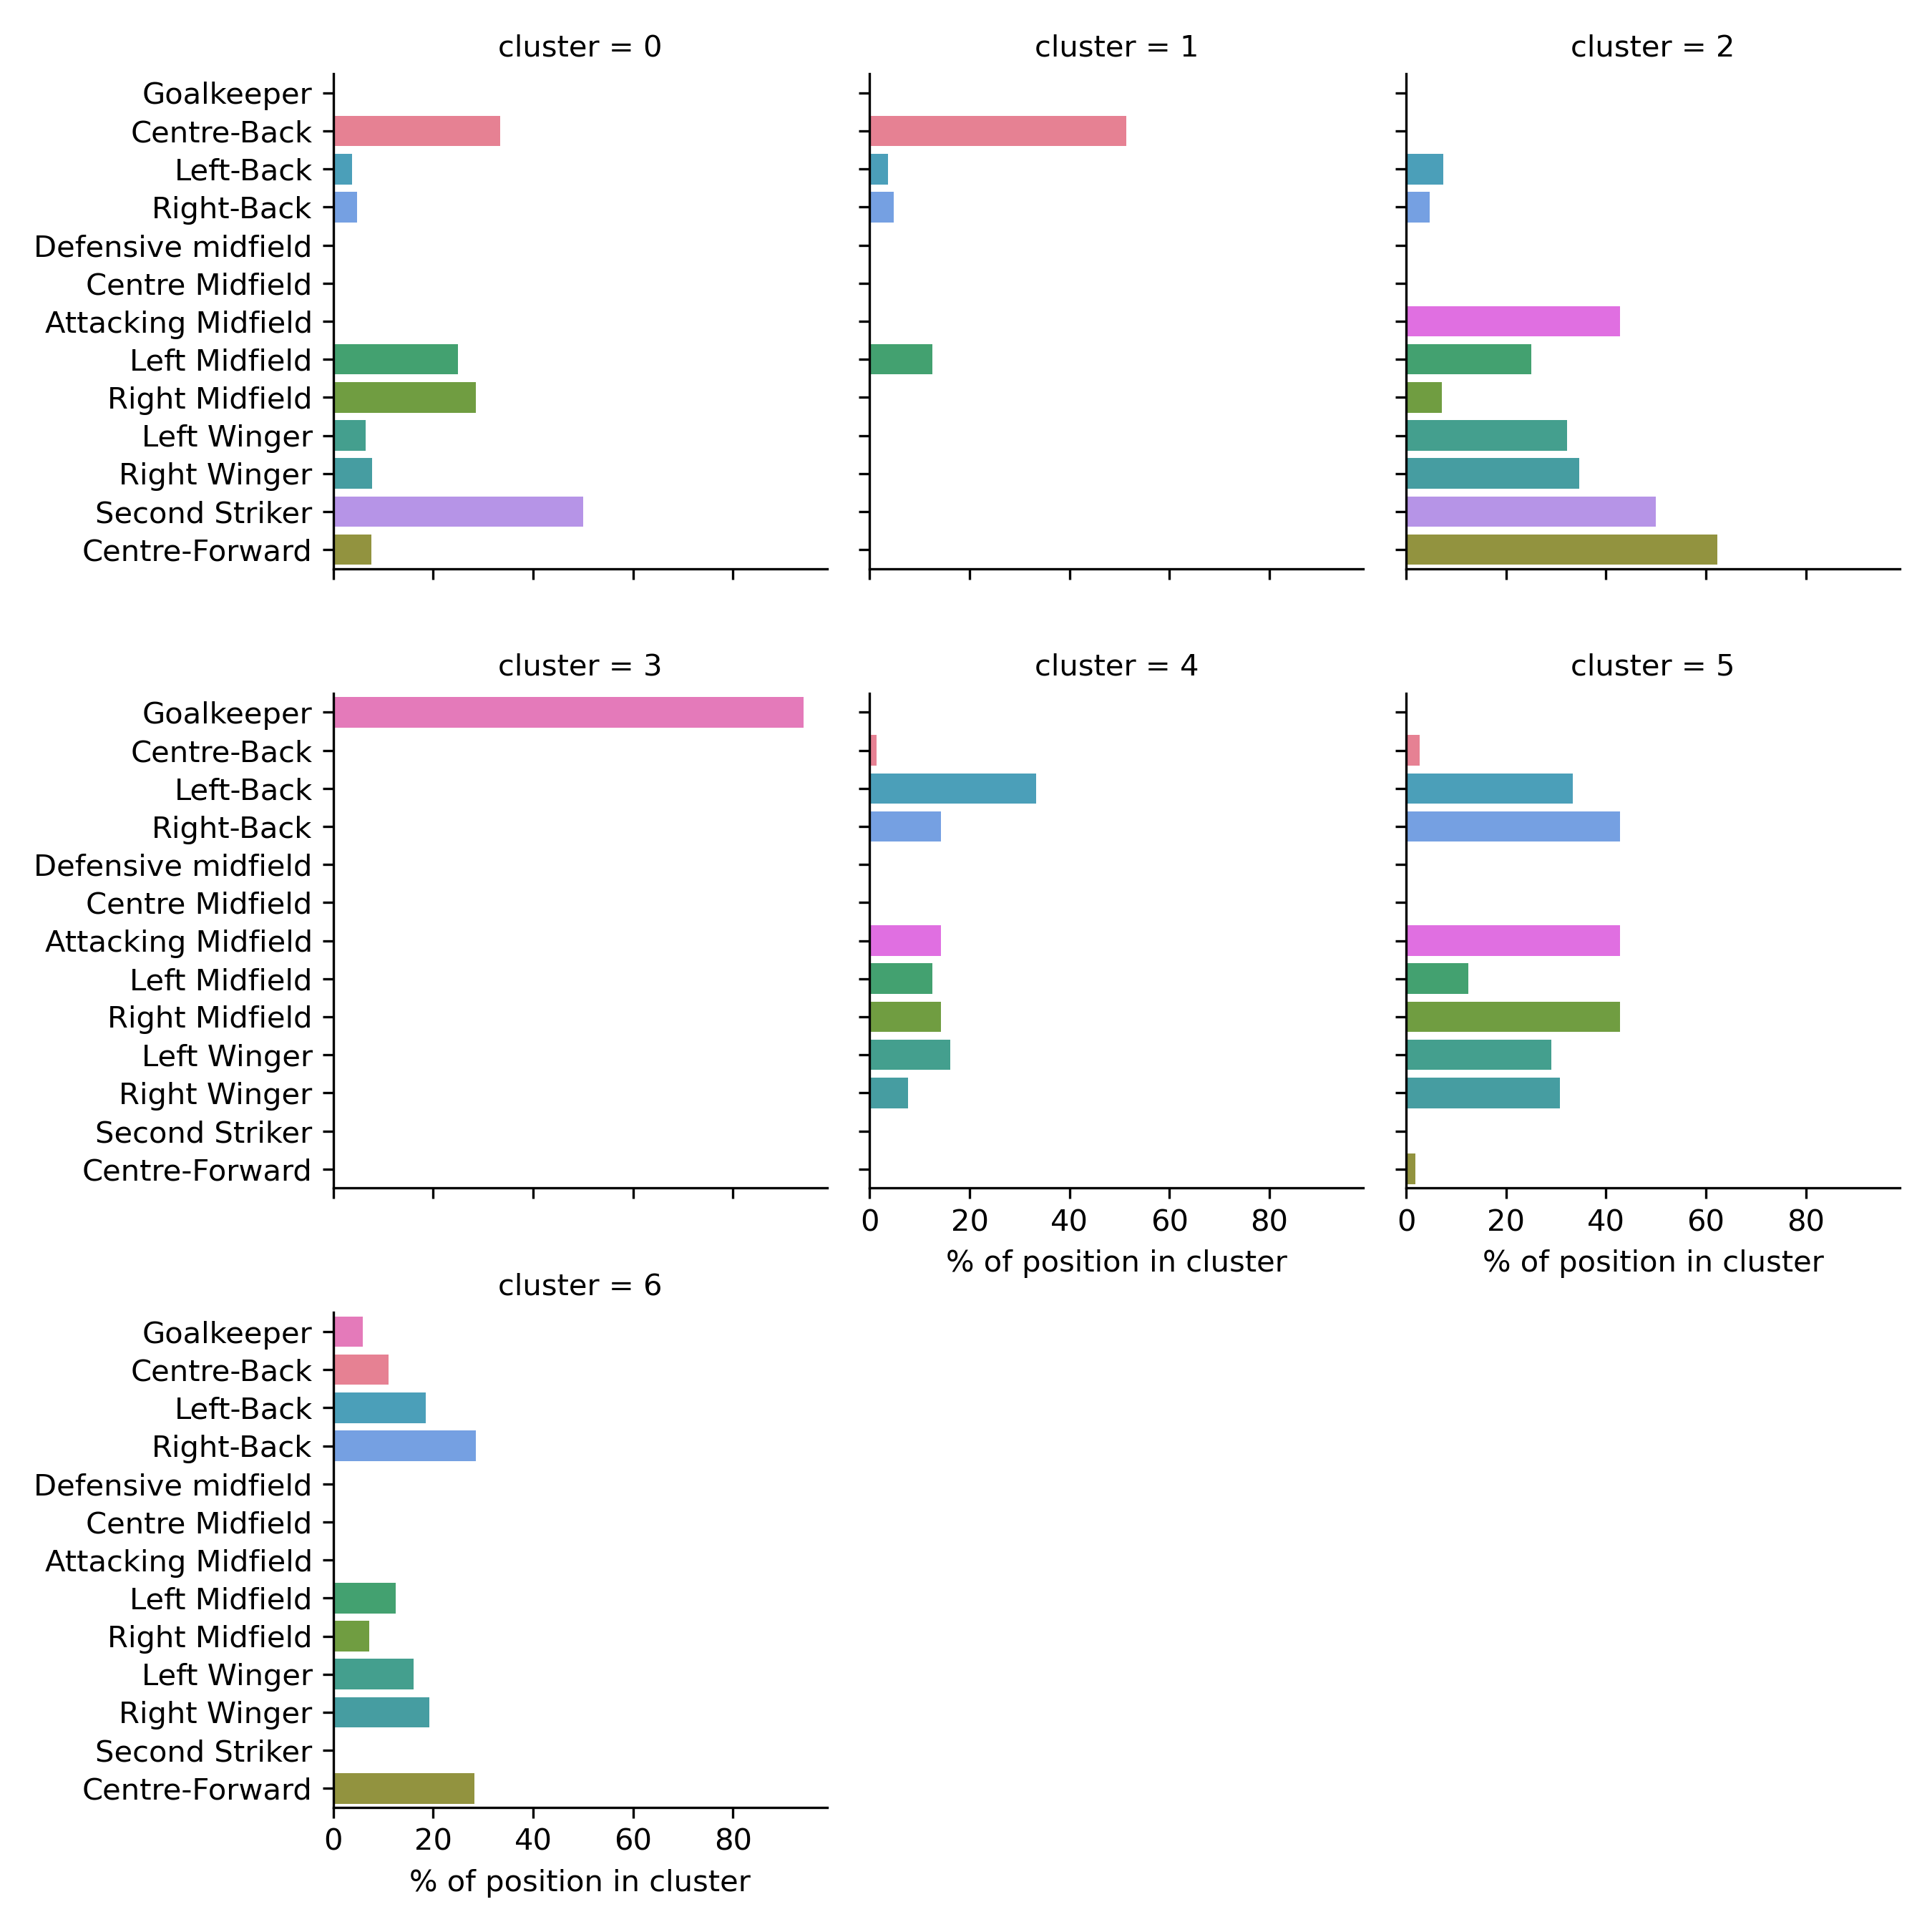 cluster = 0
cluster = 1
cluster = 2
Goalkeeper
Centre-Back
Left-Back
Right-Back
Defensive midfield
Centre Midfield
Attacking Midfield
Left Midfield
Right Midfield
Left Winger
Right Winger
Second Striker
Centre-Forward
cluster = 3
cluster = 4
cluster = 5
Goalkeeper
Centre-Back
Left-Back
Right-Back
Defensive midfield
Centre Midfield
Attacking Midfield
Left Midfield
Right Midfield
Left Winger
Right Winger
Second Striker
Centre-Forward
0 20 40 60 80
0 20 40 60 80
% of position in cluster
% of position in cluster
cluster = 6
Goalkeeper
Centre-Back
Left-Back
Right-Back
Defensive midfield
Centre Midfield
Attacking Midfield
Left Midfield
Right Midfield
Left Winger
Right Winger
Second Striker
Centre-Forward
0 20 40 60 80
% of position in cluster